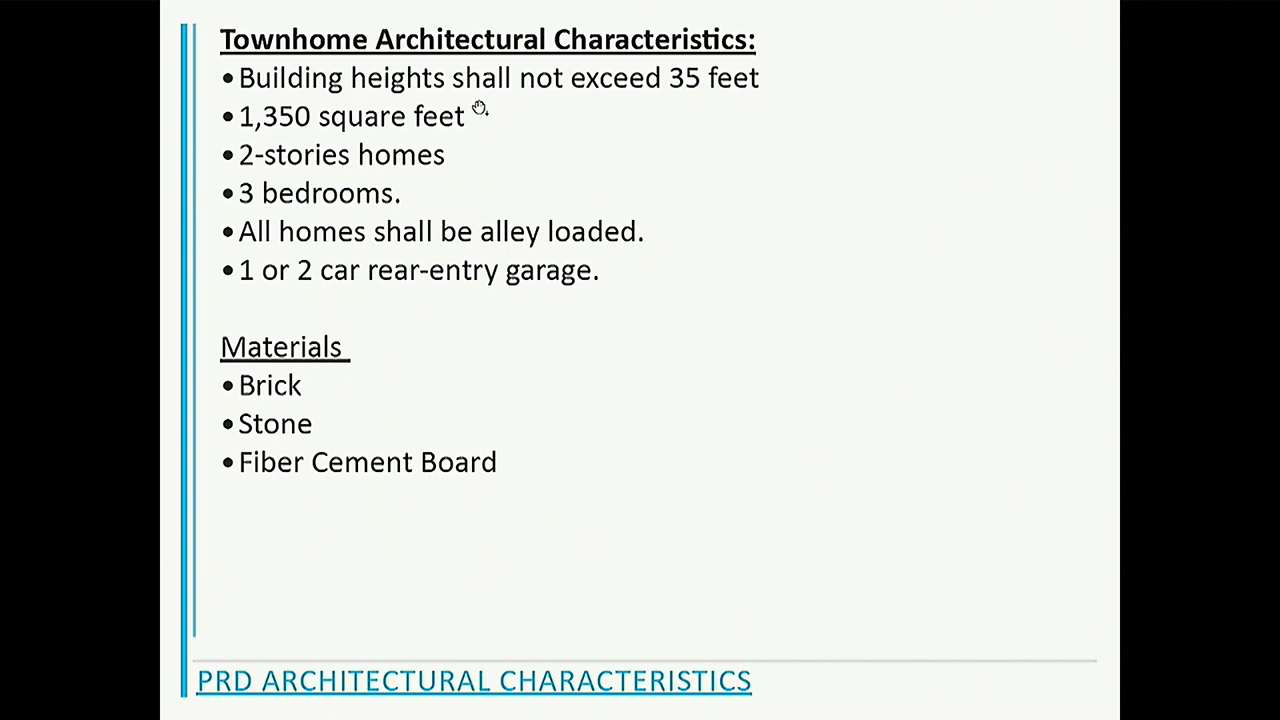 Townhome Architectural Characteristics:
•Building heights shall not exceed 35 feet
•1,350 square feet
•2-stories homes
•3 bedrooms.
•All homes shall be alley loaded.
•1 or 2 car rear-entry garage.
Materials
•Brick
•Stone
•Fiber Cement Board
PRD ARCHITECTURAL CHARACTERISTICS